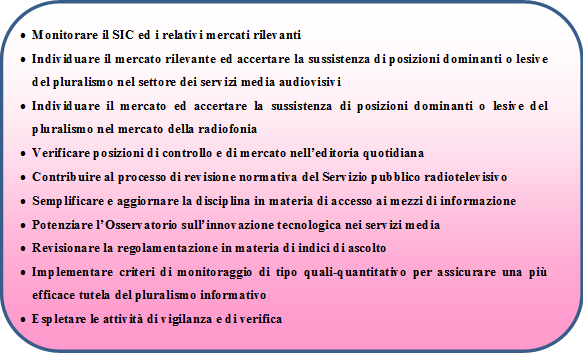 • Monitorare il SIC ed i relativi mercati rilevanti
• Individuare il mercato rilevante ed accertare la sussistenza di posizioni dominanti o lesive
del pluralismo nel settore dei servizi media audiovisivi
• Individuare il mercato ed accertare la sussistenza di posizioni dominanti o lesive del
pluralismo nel mercato della radiofonia
• Verificare posizioni di controllo e di mercato nell’editoria quotidiana
• Contribuire al processo di revisione normativa del Servizio pubblico radiotelevisivo
• Semplificare e aggiornare la disciplina in materia di accesso ai mezzi di informazione
• Potenziare l’Osservatorio sull’innovazione tecnologica nei servizi media
• Revisionare la regolamentazione in materia di indici di ascolto
• Implementare criteri di monitoraggio di tipo quali-quantitativo per assicurare una più
efficace tutela del pluralismo informativo
• Espletare le attività di vigilanza e di verifica